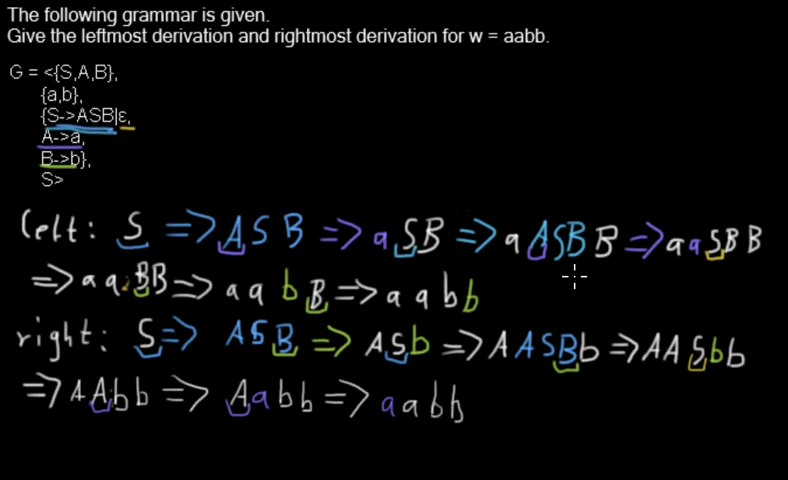 The following grammar is given.
Give the leftmost derivation and rightmost derivation for w = aabb.
G = <{S,A,B},
{a,b},
{S->ASB|ε,
A->a,
B->b},
S>
left: S => ASB => aSB => aASBB => aaSBB
=> aaBB => aabB => aabb
right: S => ASB => ASb => AASBb => AASbb
=> AAbb => Aabb => aabb